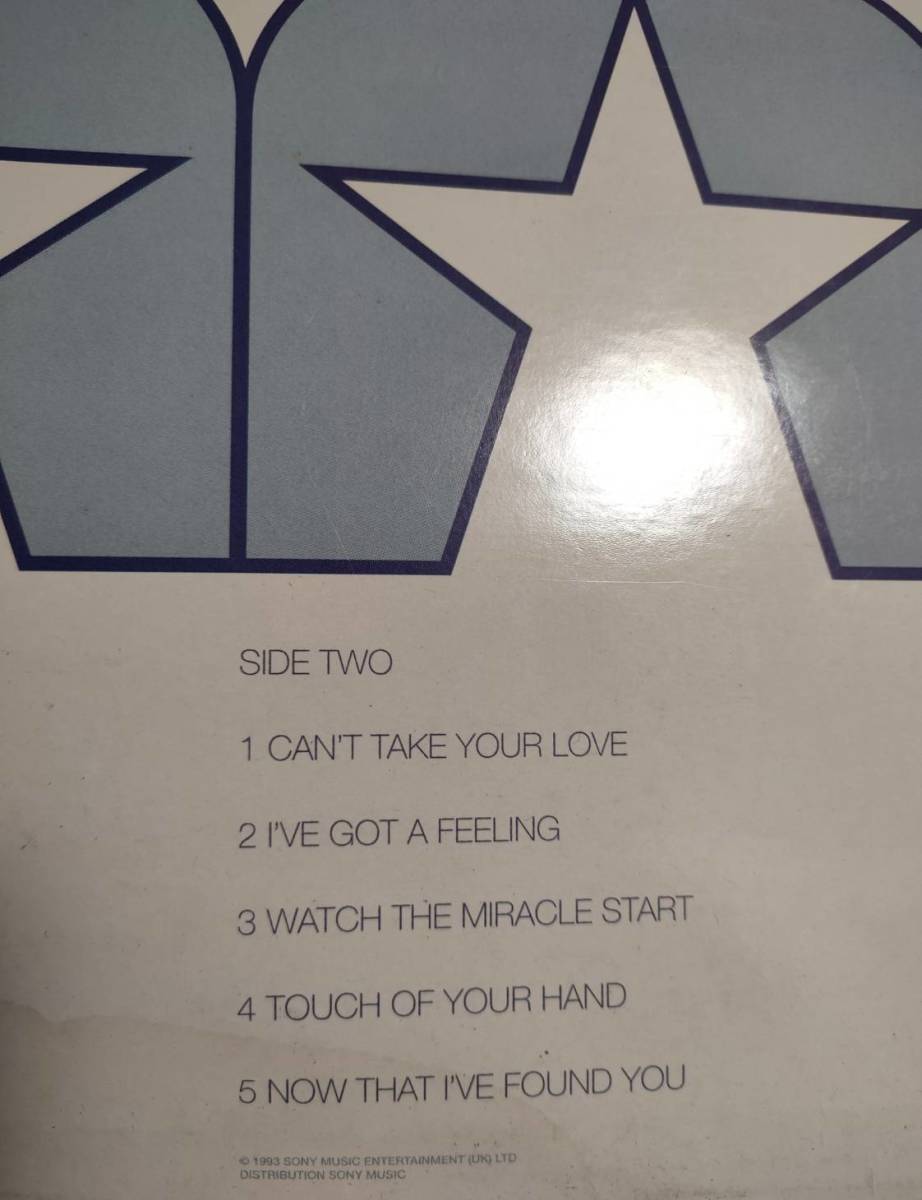 SIDE TWO
1 CAN'T TAKE YOUR LOVE
2 I'VE GOT A FEELING
3 WATCH THE MIRACLE START
4 TOUCH OF YOUR HAND
5 NOW THAT I'VE FOUND YOU
© 1993 SONY MUSIC ENTERTAINMENT (UK) LTD
DISTRIBUTION SONY MUSIC